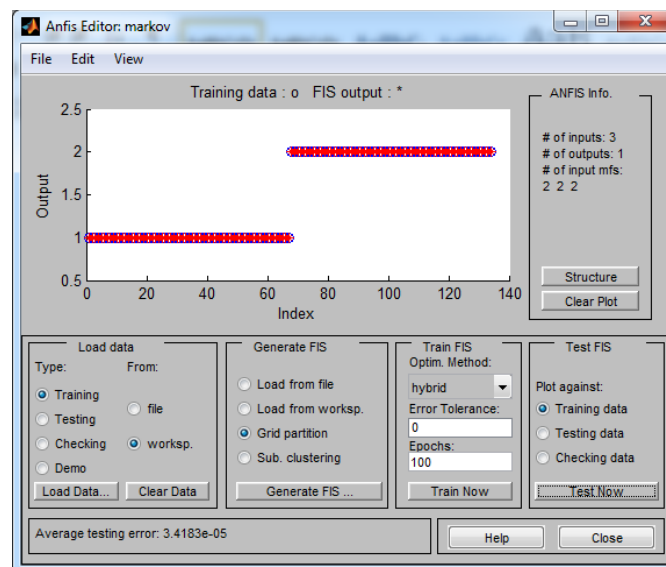 Anfis Editor: markov
File Edit View
Training data : o FIS output : *
2.5
2
1.5
1
0.5
Output
0 20 40 60 80 100 120 140
Index
ANFIS Info.
# of inputs: 3
# of outputs: 1
# of input mfs:
2 2 2
Structure
Clear Plot
Load data
Type: From:
Training
Testing
Checking
Demo
file
worksp.
Load Data... Clear Data
Generate FIS
Load from file
Load from worksp.
Grid partition
Sub. clustering
Generate FIS ...
Train FIS
Optim. Method:
hybrid
Error Tolerance:
0
Epochs:
100
Train Now
Test FIS
Plot against:
Training data
Testing data
Checking data
Test Now
Average testing error: 3.4183e-05
Help Close